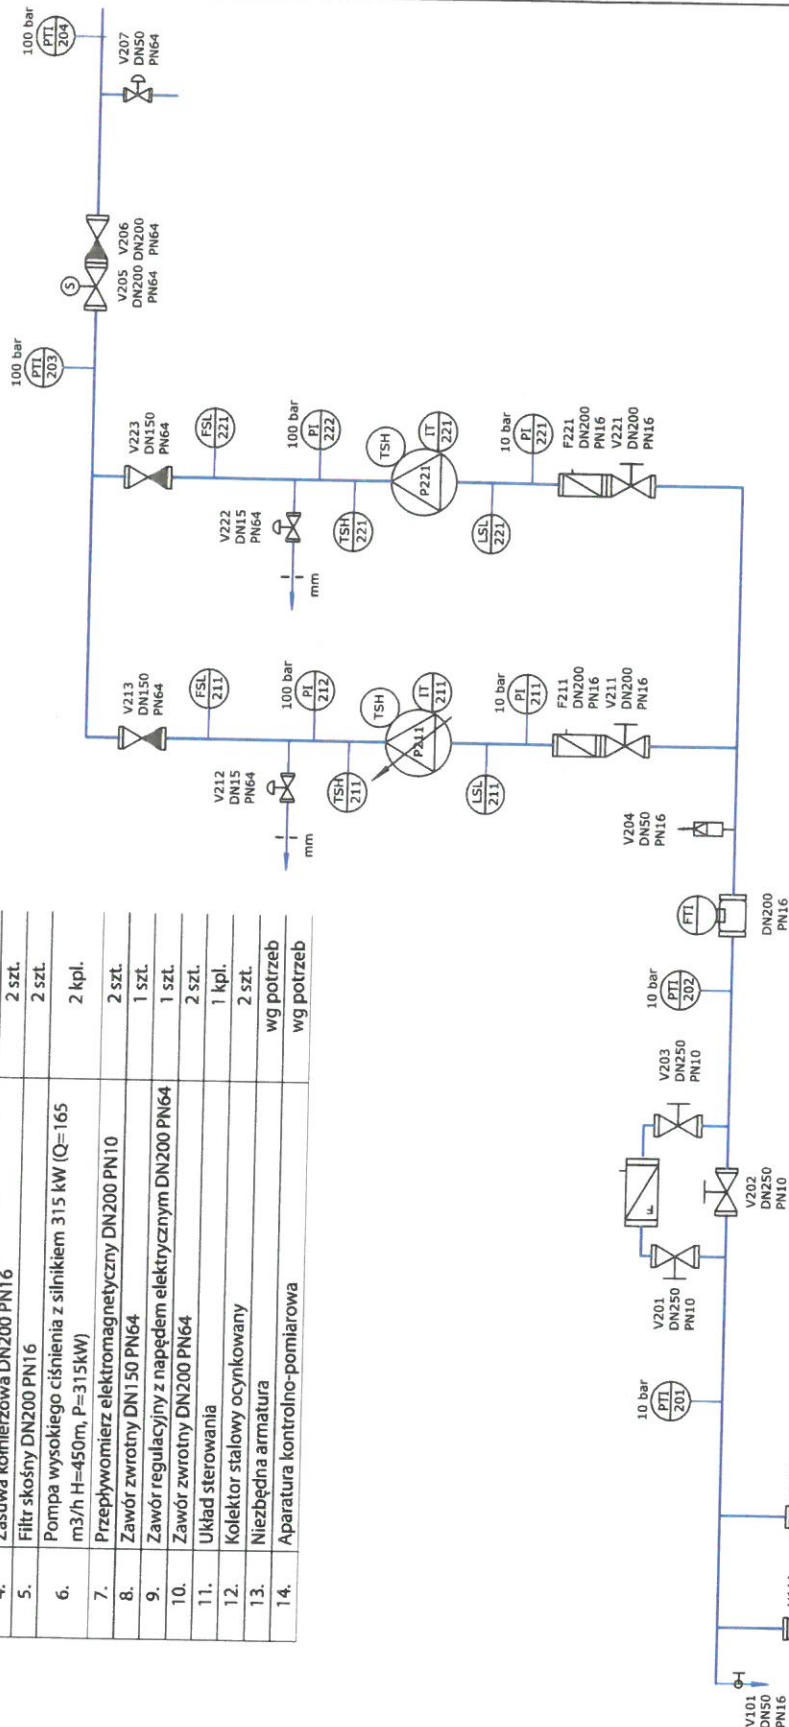 100 bar
PTI
204
V207
DN50
PN64
V205
DN200
PN64
V206
DN200
PN64
S
100 bar
PTI
203
V223
DN150
PN64
FSL
221
100 bar
PI
222
V222
DN15
PN64
mm
TSH
221
TSH
IT
221
P221
LSL
221
10 bar
PI
221
F221
DN200
PN16
V221
DN200
PN16
V213
DN150
PN64
FSL
211
100 bar
PI
212
V212
DN15
PN64
mm
TSH
211
TSH
IT
211
P211
LSL
211
10 bar
PI
211
F211
DN200
PN16
V211
DN200
PN16
V204
DN50
PN16
FTI
DN200
PN16
10 bar
PTI
202
V203
DN250
PN10
F
V202
DN250
PN10
V201
DN250
PN10
10 bar
PTI
201
V101
DN50
PN16
4. Zasuwa kołnierzowa DN200 PN16 2 szt.
5. Filtr skośny DN200 PN16 2 szt.
6. Pompa wysokiego ciśnienia z silnikiem 315 kW (Q=165
m3/h H=450m, P=315kW) 2 kpl.
7. Przepływomierz elektromagnetyczny DN200 PN10 2 szt.
8. Zawór zwrotny DN150 PN64 1 szt.
9. Zawór regulacyjny z napędem elektrycznym DN200 PN64 1 szt.
10. Zawór zwrotny DN200 PN64 2 szt.
11. Układ sterowania 1 kpl.
12. Kolektor stalowy ocynkowany 2 szt.
13. Niezbędna armatura wg potrzeb
14. Aparatura kontrolno-pomiarowa wg potrzeb